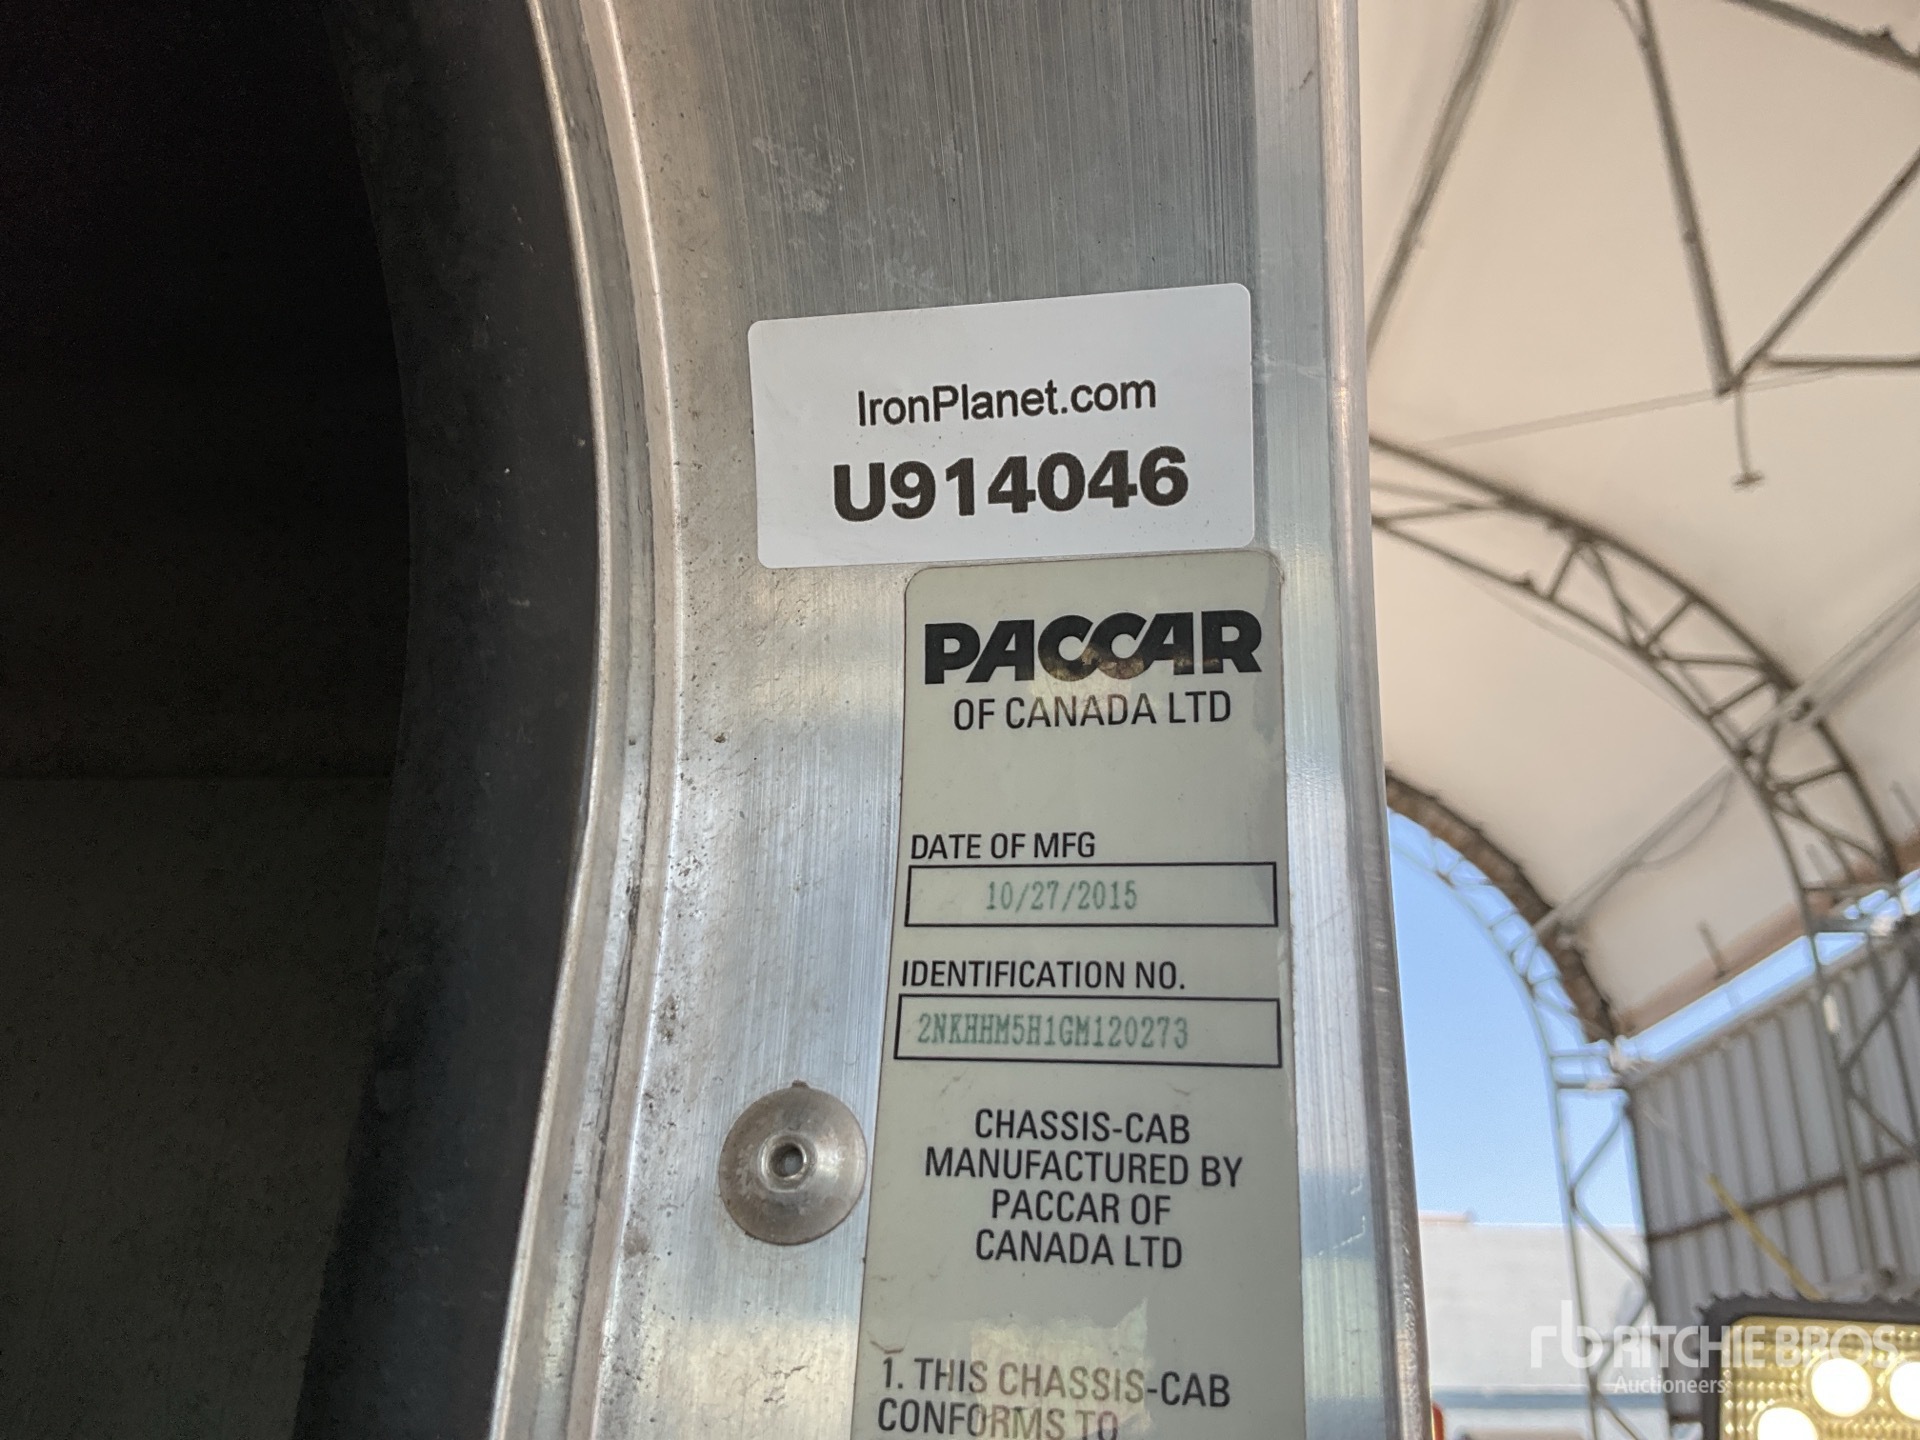 IronPlanet.com
U914046
PACCAR
OF CANADA LTD
DATE OF MFG
10/27/2015
IDENTIFICATION NO.
2NKHHM5H1GM120273
CHASSIS-CAB
MANUFACTURED BY
PACCAR OF
CANADA LTD
1. THIS CHASSIS-CAB
CONFORMS TO
rb RITCHIE BROS
Auctioneers